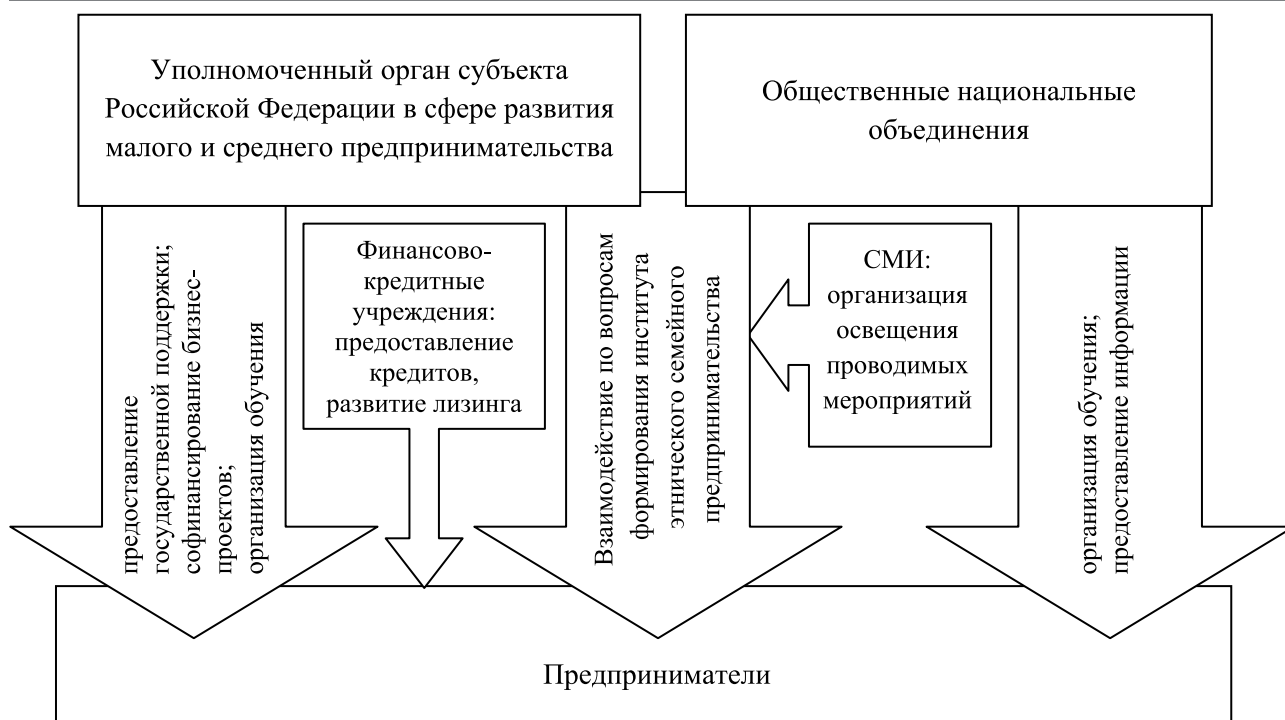 Уполномоченный орган субъекта
Российской Федерации в сфере развития
малого и среднего предпринимательства
Общественные национальные
объединения
предоставление
государственной поддержки;
софинансирование бизнес-
проектов;
организация обучения
Финансово-
кредитные
учреждения:
предоставление
кредитов,
развитие лизинга
Взаимодействие по вопросам
формирования института
этнического семейного
предпринимательства
СМИ:
организация
освещения
проводимых
мероприятий
организация обучения;
предоставление информации
Предприниматели